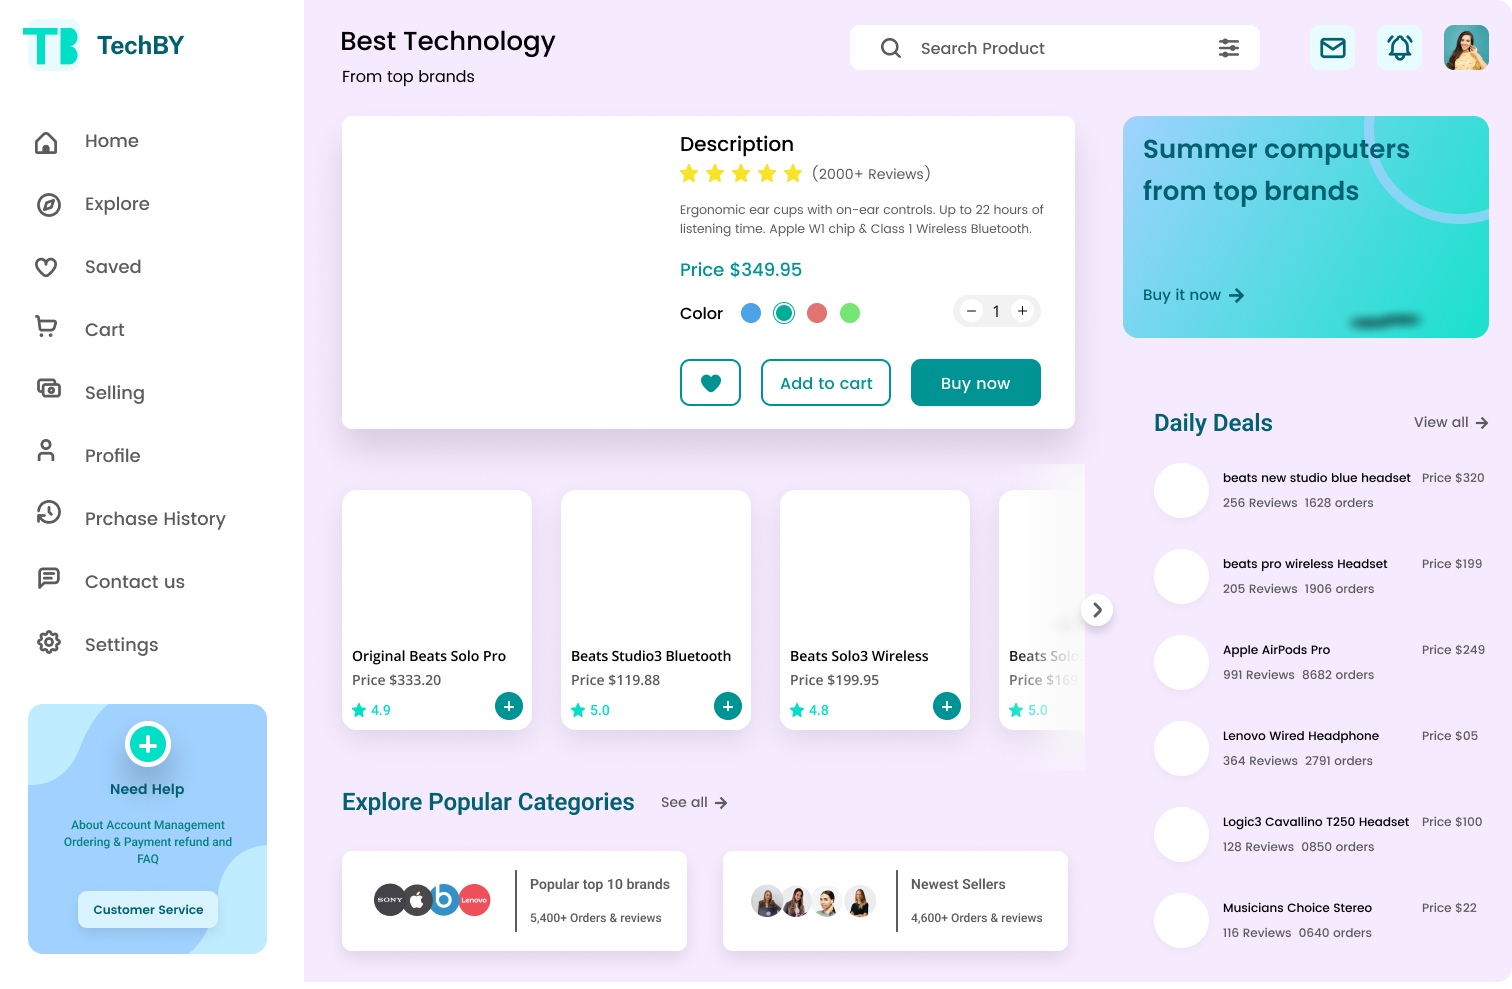 TB TechBY
Home
Explore
Saved
Cart
Selling
Profile
Prchase History
Contact us
Settings
Need Help
About Account Management
Ordering & Payment refund and
FAQ
Customer Service
Best Technology
From top brands
Search Product
Description
(2000+ Reviews)
Ergonomic ear cups with on-ear controls. Up to 22 hours of
listening time. Apple W1 chip & Class 1 Wireless Bluetooth.
Price $349.95
Color
− 1 +
Add to cart
Buy now
Original Beats Solo Pro
Price $333.20
4.9
Beats Studio3 Bluetooth
Price $119.88
5.0
Beats Solo3 Wireless
Price $199.95
4.8
Beats Solo
Price $169
5.0
Explore Popular Categories
See all
SONY
b
Lenovo
Popular top 10 brands
5,400+ Orders & reviews
Newest Sellers
4,600+ Orders & reviews
Summer computers
from top brands
Buy it now
Daily Deals
View all
beats new studio blue headset Price $320
256 Reviews 1628 orders
beats pro wireless Headset Price $199
205 Reviews 1906 orders
Apple AirPods Pro Price $249
991 Reviews 8682 orders
Lenovo Wired Headphone Price $05
364 Reviews 2791 orders
Logic3 Cavallino T250 Headset Price $100
128 Reviews 0850 orders
Musicians Choice Stereo Price $22
116 Reviews 0640 orders